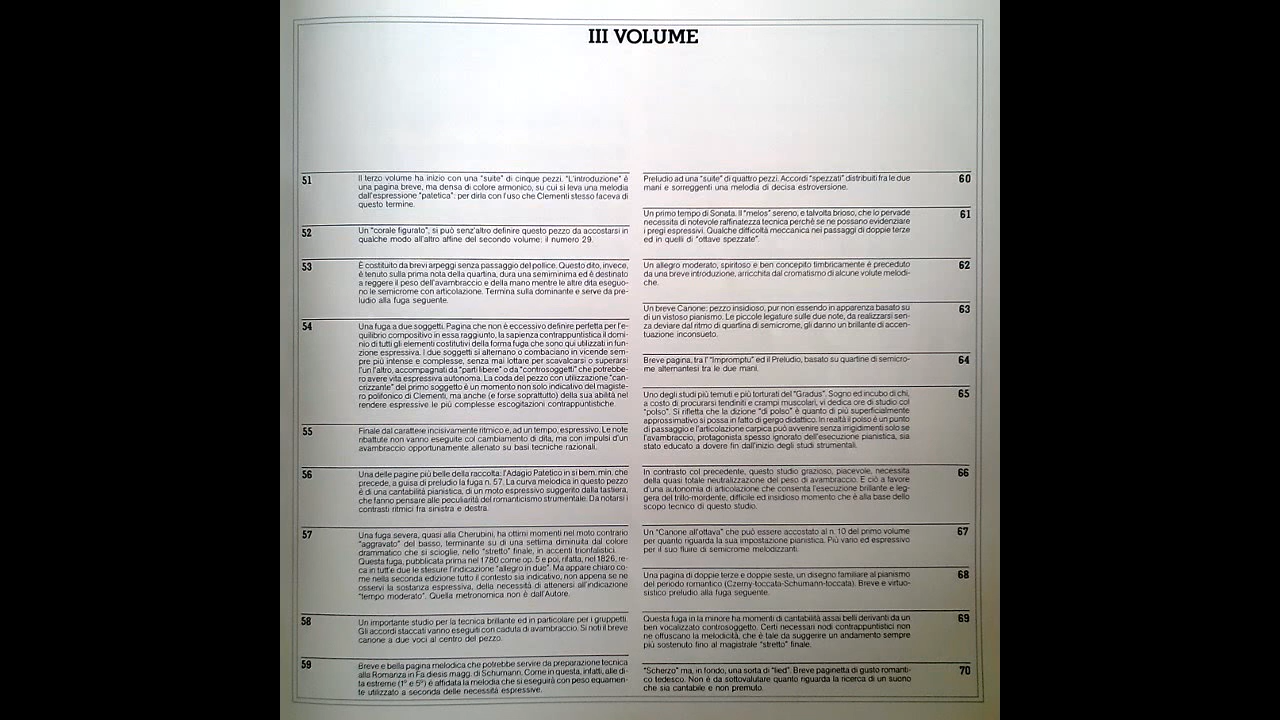 III VOLUME
51
Il terzo volume ha inizio con una "suite" di cinque pezzi. "L'introduzione" è
una pagina breve, ma densa di colore armonico, su cui si leva una melodia
dall'espressione "patetica": per dirla con l'uso che Clementi stesso faceva di
questo termine.
52
Un "corale figurato", si può senz'altro definire questo pezzo da accostarsi in
qualche modo all'altro affine del secondo volume: il numero 29.
53
È costituito da brevi arpeggi senza passaggio del pollice. Questo dito, invece,
è tenuto sulla prima nota della quartina, dura una semiminima ed è destinato
a reggere il peso dell'avambraccio e della mano mentre le altre dita eseguo-
no le semicrome con articolazione. Termina sulla dominante e serve da pre-
ludio alla fuga seguente.
54
Una fuga a due soggetti. Pagina che non è eccessivo definire perfetta per l'e-
quilibrio compositivo in essa raggiunto, la sapienza contrappuntistica il domi-
nio di tutti gli elementi costitutivi della forma fuga che sono qui utilizzati in fun-
zione espressiva. I due soggetti si alternano o combaciano in vicende sem-
pre più intense e complesse, senza mai lottare per scavalcarsi o superarsi
l'un l'altro, accompagnati da "parti libere" o da "controsoggetti" che potrebbe-
ro avere vita espressiva autonoma. La coda del pezzo con utilizzazione "can-
crizzante" del primo soggetto è un momento non solo indicativo del magiste-
ro polifonico di Clementi, ma anche (e forse soprattutto) della sua abilità nel
rendere espressive le più complesse escogitazioni contrappuntistiche.
55
Finale dal carattere incisivamente ritmico e, ad un tempo, espressivo. Le note
ribattute non vanno eseguite col cambiamento di dita, ma con impulsi d'un
avambraccio opportunamente allenato su basi tecniche razionali.
56
Una delle pagine più belle della raccolta: l'Adagio Patetico in si bem. min. che
precede, a guisa di preludio la fuga n. 57. La curva melodica in questo pezzo
è di una cantabilità pianistica, di un moto espressivo suggerito dalla tastiera,
che fanno pensare alle peculiarità del romanticismo strumentale. Da notarsi i
contrasti ritmici fra sinistra e destra.
57
Una fuga severa, quasi alla Cherubini, ha ottimi momenti nel moto contrario
"aggravato" del basso, terminante su di una settima diminuita dal colore
drammatico che si scioglie, nello "stretto" finale, in accenti trionfalistici.
Questa fuga, pubblicata prima nel 1780 come op. 5 e poi, rifatta, nel 1826, re-
ca in tutt'e due le stesure l'indicazione "allegro in due". Ma appare chiaro co-
me nella seconda edizione tutto il contesto sia indicativo, non appena se ne
osservi la sostanza espressiva, della necessità di attenersi all'indicazione
"tempo moderato". Quella metronomica non è dall'Autore.
58
Un importante studio per la tecnica brillante ed in particolare per i gruppetti.
Gli accordi staccati vanno eseguiti con caduta di avambraccio. Si noti il breve
canone a due voci al centro del pezzo.
59
Breve e bella pagina melodica che potrebbe servire da preparazione tecnica
alla Romanza in Fa diesis magg. di Schumann. Come in questa, infatti, alle di-
ta estreme (1° e 5°) è affidata la melodia che si eseguirà con peso equamen-
te utilizzato a seconda delle necessità espressive.
Preludio ad una "suite" di quattro pezzi. Accordi "spezzati" distribuiti fra le due
mani e sorreggenti una melodia di decisa estroversione.
60
Un primo tempo di Sonata. Il "melos" sereno, e talvolta brioso, che lo pervade
necessita di notevole raffinatezza tecnica perché se ne possano evidenziare
i pregi espressivi. Qualche difficoltà meccanica nei passaggi di doppie terze
ed in quelli di "ottave spezzate".
61
Un allegro moderato, spiritoso e ben concepito timbricamente è preceduto
da una breve introduzione, arricchita dal cromatismo di alcune volute melodi-
che.
62
Un breve Canone: pezzo insidioso, pur non essendo in apparenza basato su
di un vistoso pianismo. Le piccole legature sulle due note, da realizzarsi sen-
za deviare dal ritmo di quartina di semicrome, gli danno un brillante di accen-
tuazione inconsueto.
63
Breve pagina, tra l' "Impromptu" ed il Preludio, basato su quartine di semicro-
me alternantesi tra le due mani.
64
Uno degli studi più temuti e più torturati del "Gradus". Sogno ed incubo di chi,
a costo di procurarsi tendiniti e crampi muscolari, vi dedica ore di studio col
"polso". Si rifletta che la dizione "di polso" è quanto di più superficialmente
approssimativo si possa in fatto di gergo didattico. In realtà il polso è un punto
di passaggio e l'articolazione carpica può avvenire senza irrigidimenti solo se
l'avambraccio, protagonista spesso ignorato dell'esecuzione pianistica, sia
stato educato a dovere fin dall'inizio degli studi strumentali.
65
In contrasto col precedente, questo studio grazioso, piacevole, necessita
della quasi totale neutralizzazione del peso di avambraccio. E ciò a favore
d'una autonomia di articolazione che consenta l'esecuzione brillante e leg-
gera del trillo-mordente, difficile ed insidioso momento che è alla base dello
scopo tecnico di questo studio.
66
Un "Canone all'ottava" che può essere accostato al n. 10 del primo volume
per quanto riguarda la sua impostazione pianistica. Più vario ed espressivo
per il suo fluire di semicrome melodizzanti.
67
Una pagina di doppie terze e doppie seste, un disegno familiare al pianismo
del periodo romantico (Czerny-toccata-Schumann-toccata). Breve e virtuo-
sistico preludio alla fuga seguente.
68
Questa fuga in la minore ha momenti di cantabilità assai belli derivanti da un
ben vocalizzato controsoggetto. Certi necessari nodi contrappuntistici non
ne offuscano la melodicità, che è tale da suggerire un andamento sempre
più sostenuto fino al magistrale "stretto" finale.
69
"Scherzo" ma, in fondo, una sorta di "lied". Breve paginetta di gusto romanti-
co tedesco. Non è da sottovalutare quanto riguarda la ricerca di un suono
che sia cantabile e non premuto.
70